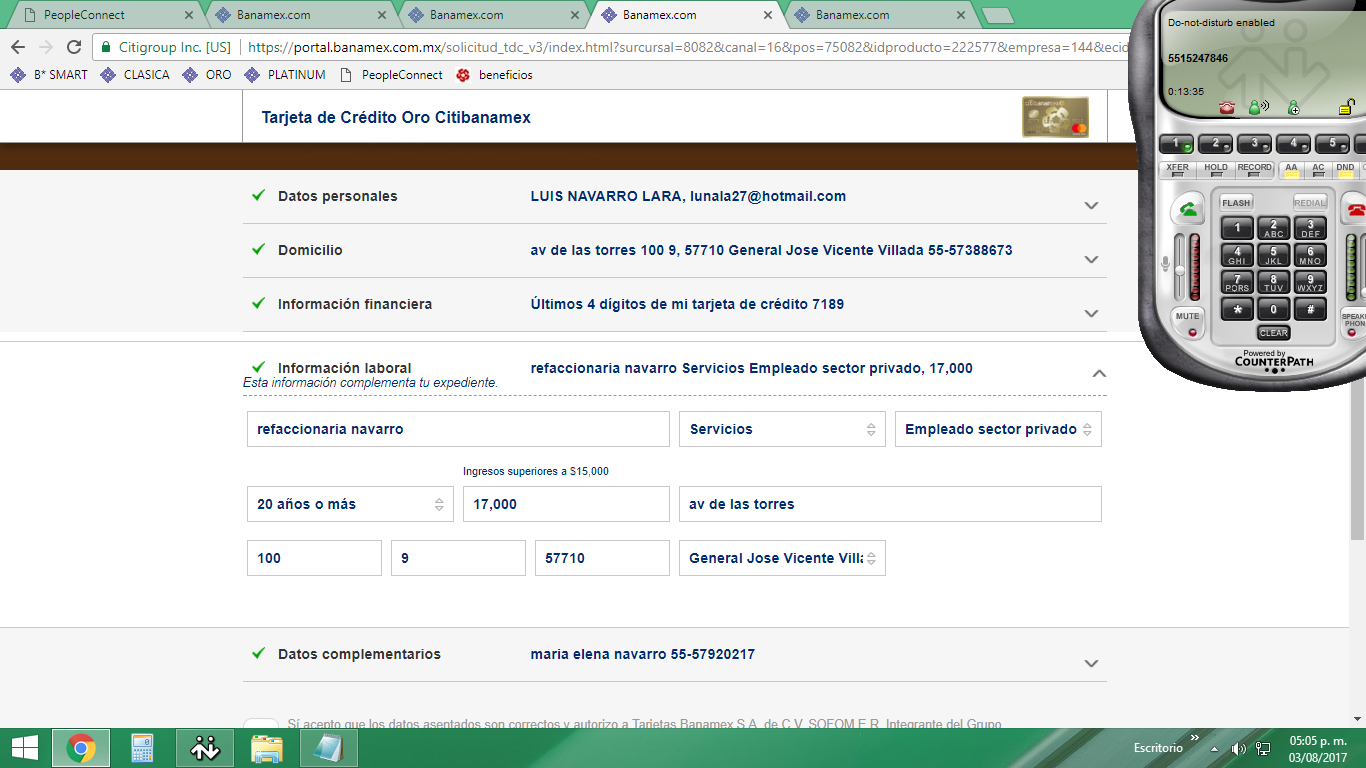 PeopleConnect
Banamex.com
Banamex.com
Banamex.com
Banamex.com
Citigroup Inc. [US]
https://portal.banamex.com.mx/solicitud_tdc_v3/index.html?surcursal=8082&canal=16&pos=75082&idproducto=222577&empresa=144&ecid
B* SMART
CLASICA
ORO
PLATINUM
PeopleConnect
beneficios
Do-not-disturb enabled
5515247846
0:13:35
1 2 3 4 5
XFER HOLD RECORD AA AC DND
FLASH REDIAL
1 2 ABC 3 DEF
4 GHI 5 JKL 6 MNO
7 PQRS 8 TUV 9 WXYZ
* 0 #
MUTE
CLEAR
Powered by
COUNTERPATH
Tarjeta de Crédito Oro Citibanamex
Datos personales LUIS NAVARRO LARA, lunala27@hotmail.com
Domicilio av de las torres 100 9, 57710 General Jose Vicente Villada 55-57388673
Información financiera Últimos 4 dígitos de mi tarjeta de crédito 7189
Información laboral refaccionaria navarro Servicios Empleado sector privado, 17,000
Esta información complementa tu expediente.
refaccionaria navarro Servicios Empleado sector privado
Ingresos superiores a $15,000
20 años o más 17,000 av de las torres
100 9 57710 General Jose Vicente Villa
Datos complementarios maria elena navarro 55-57920217
Sí acepto que los datos asentados son correctos y autorizo a Tarjetas Banamex S.A. de C.V. SOFOM E.R. Integrante del Grupo
Escritorio
05:05 p. m.
03/08/2017